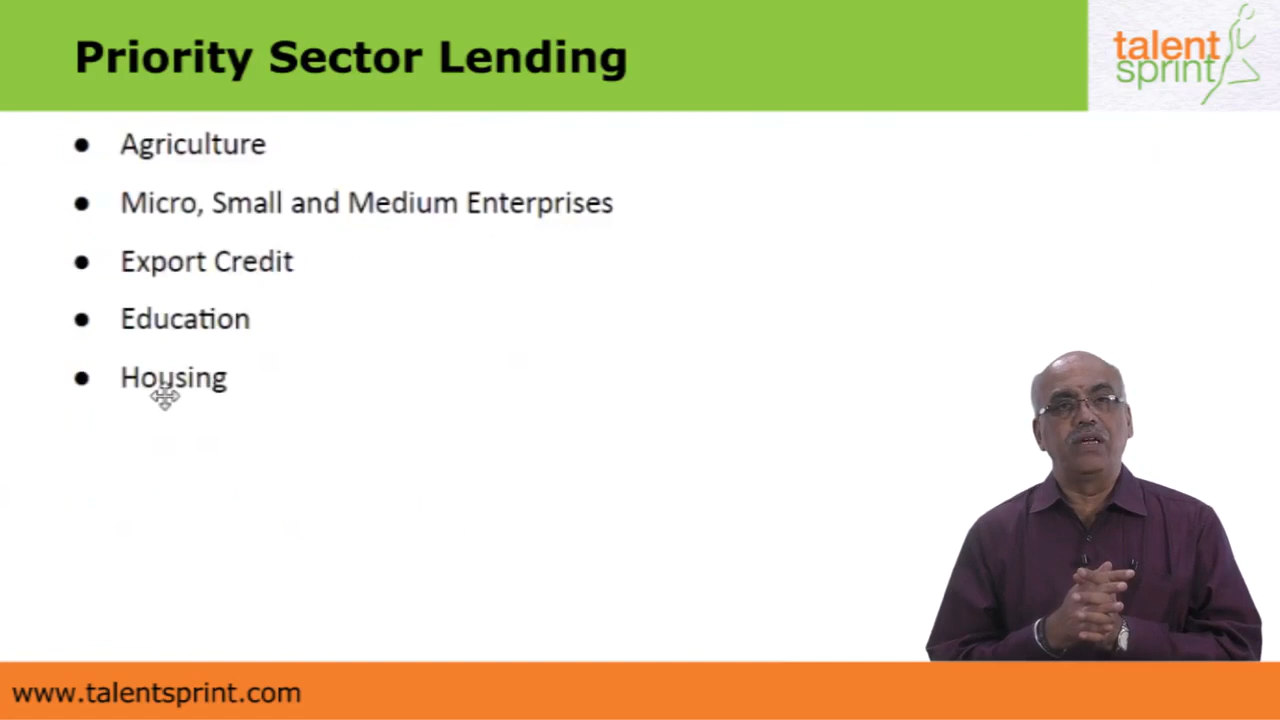 Priority Sector Lending
talent
sprint
● Agriculture
● Micro, Small and Medium Enterprises
● Export Credit
● Education
● Housing
www.talentsprint.com